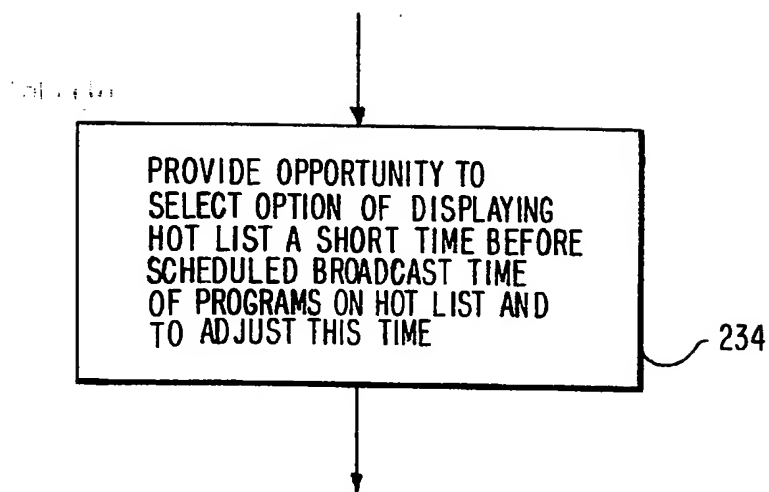 PROVIDE OPPORTUNITY TO
SELECT OPTION OF DISPLAYING
HOT LIST A SHORT TIME BEFORE
SCHEDULED BROADCAST TIME
OF PROGRAMS ON HOT LIST AND
TO ADJUST THIS TIME
234